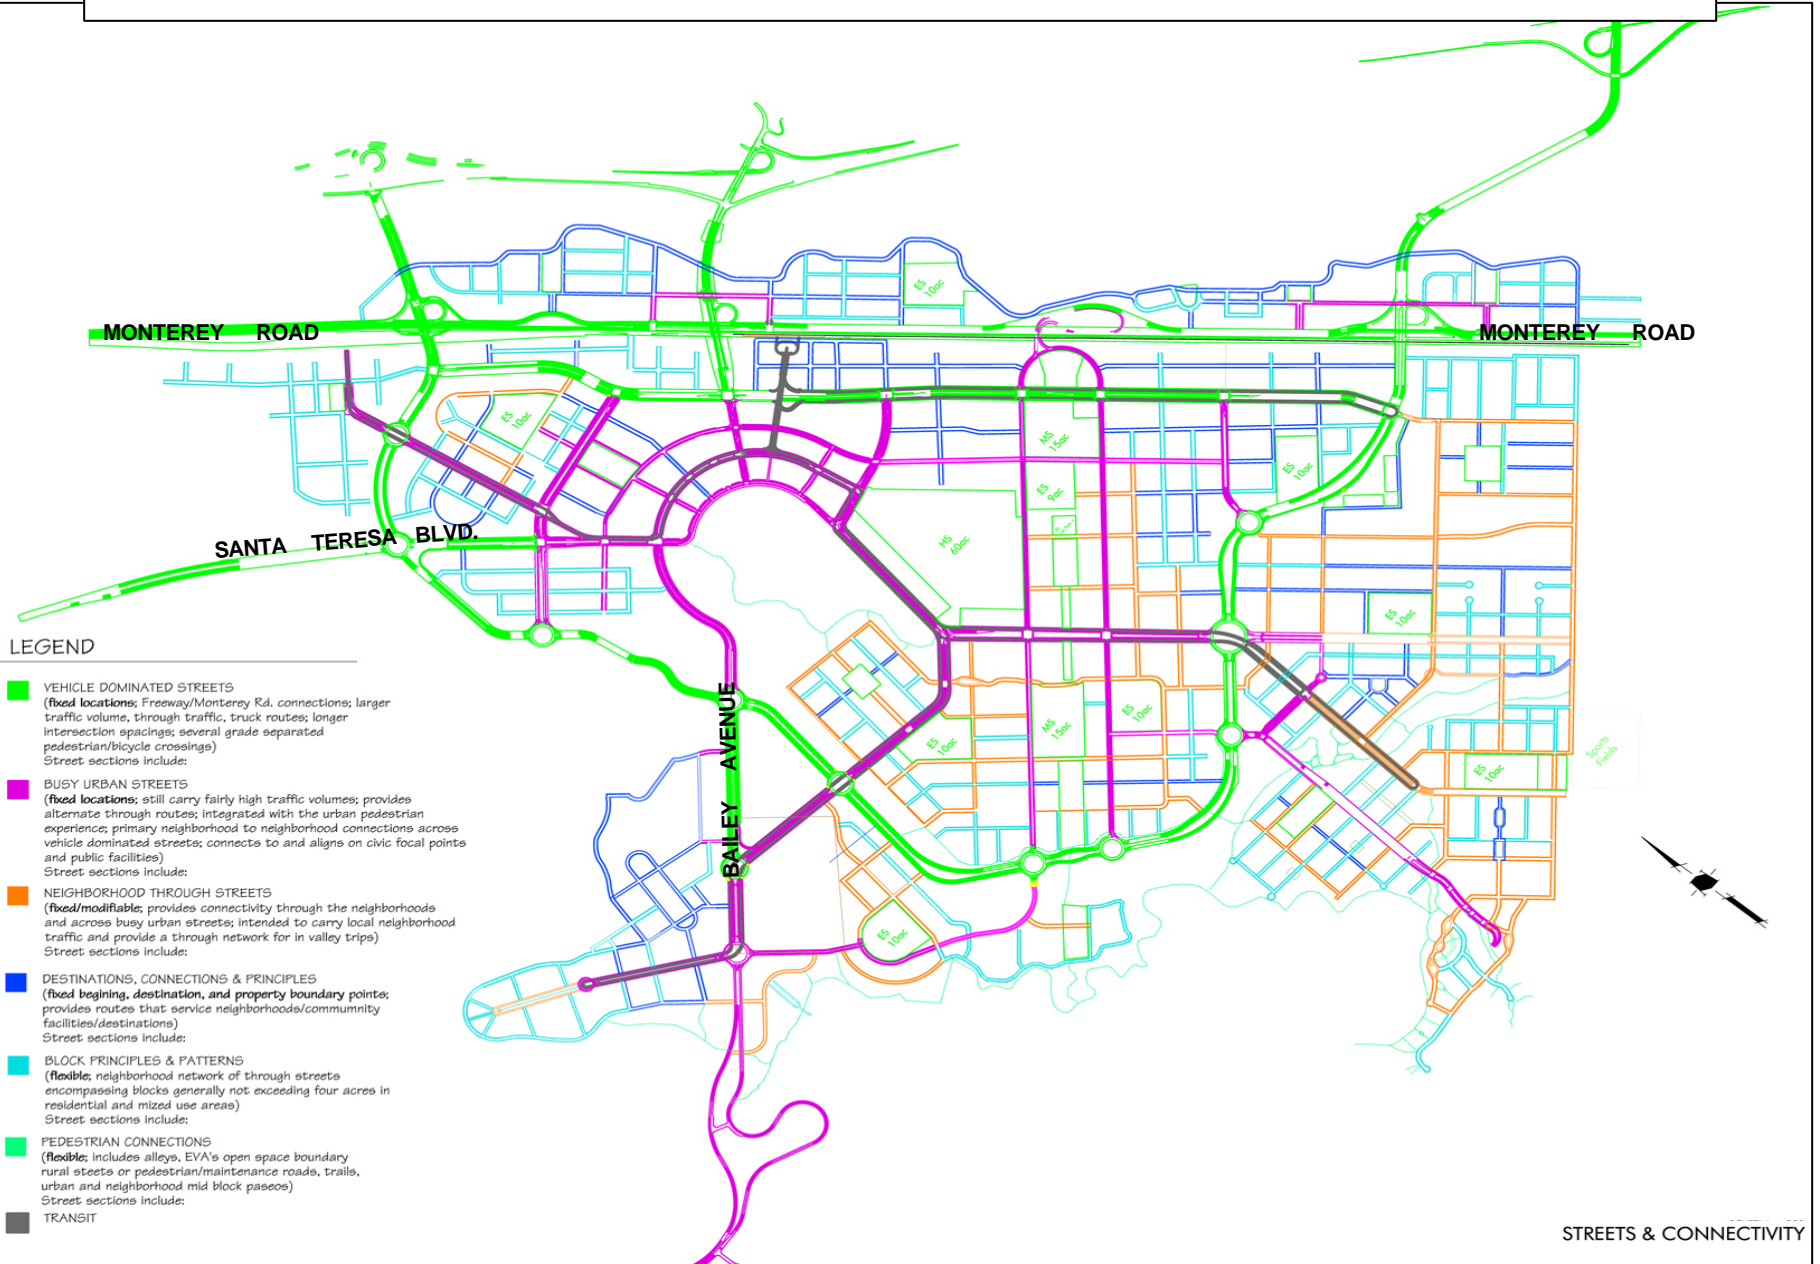 ES
10ac
MONTEREY ROAD
MONTEREY ROAD
ES
10ac
MS
15ac
ES
10ac
ES
9ac
SANTA TERESA BLVD.
HS
60ac
ES
10ac
LEGEND
VEHICLE DOMINATED STREETS
(fixed locations; Freeway/Monterey Rd. connections; larger
traffic volume, through traffic, truck routes; longer
intersection spacings; several grade separated
pedestrian/bicycle crossings)
Street sections include:
BUSY URBAN STREETS
(fixed locations; still carry fairly high traffic volumes; provides
alternate through routes; integrated with the urban pedestrian
experience; primary neighborhood to neighborhood connections across
vehicle dominated streets; connects to and aligns on civic focal points
and public facilities)
Street sections include:
NEIGHBORHOOD THROUGH STREETS
(fixed/modifiable; provides connectivity through the neighborhoods
and across busy urban streets; intended to carry local neighborhood
traffic and provide a through network for in valley trips)
Street sections include:
DESTINATIONS, CONNECTIONS & PRINCIPLES
(fixed begining, destination, and property boundary points;
provides routes that service neighborhoods/commumnity
facilities/destinations)
Street sections include:
BLOCK PRINCIPLES & PATTERNS
(flexible; neighborhood network of through streets
encompassing blocks generally not exceeding four acres in
residential and mized use areas)
Street sections include:
PEDESTRIAN CONNECTIONS
(flexible; includes alleys, EVA's open space boundary
rural steets or pedestrian/maintenance roads, trails,
urban and neighborhood mid block paseos)
Street sections include:
TRANSIT
BAILEY AVENUE
ES
10ac
MS
15ac
ES
10ac
ES
10ac
Sports
Fields
ES
10ac
STREETS & CONNECTIVITY